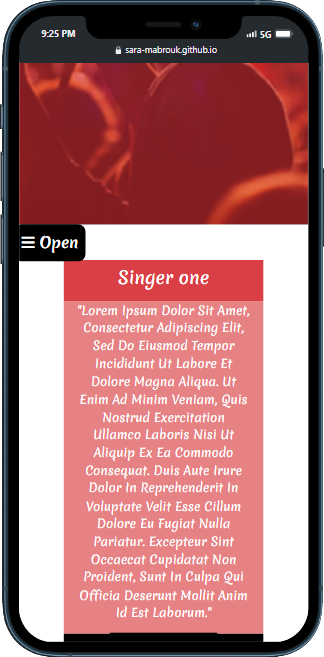 9:25 PM
5G
sara-mabrouk.github.io
Open
Singer one
"Lorem Ipsum Dolor Sit Amet,
Consectetur Adipiscing Elit,
Sed Do Eiusmod Tempor
Incididunt Ut Labore Et
Dolore Magna Aliqua. Ut
Enim Ad Minim Veniam, Quis
Nostrud Exercitation
Ullamco Laboris Nisi Ut
Aliquip Ex Ea Commodo
Consequat. Duis Aute Irure
Dolor In Reprehenderit In
Voluptate Velit Esse Cillum
Dolore Eu Fugiat Nulla
Pariatur. Excepteur Sint
Occaecat Cupidatat Non
Proident, Sunt In Culpa Qui
Officia Deserunt Mollit Anim
Id Est Laborum."